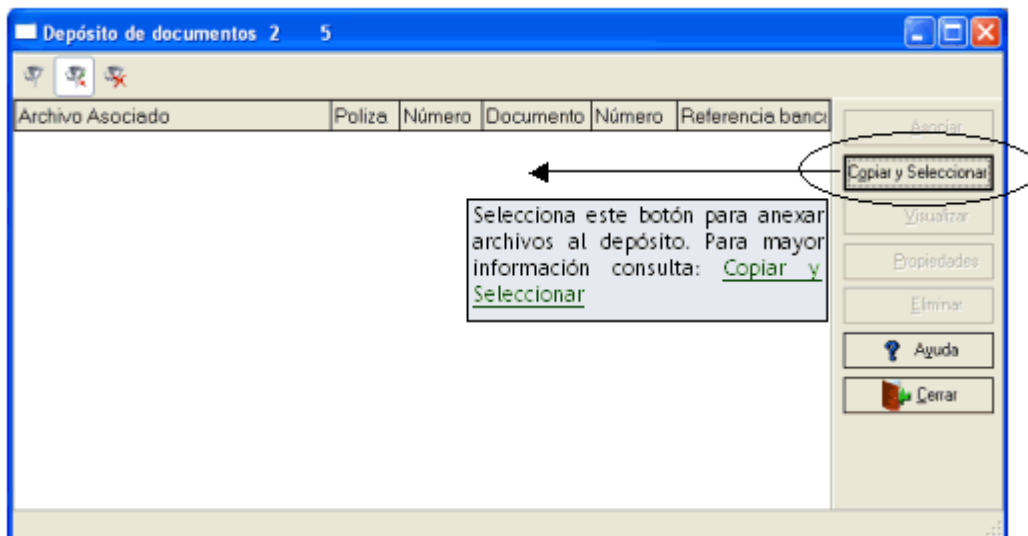 Depósito de documentos 2 5
Archivo Asociado Poliza Número Documento Número Referencia banca
Asociar
Copiar y Seleccionar
Visualizar
Propiedades
Eliminar
Ayuda
Cerrar
Selecciona este botón para anexar
archivos al depósito. Para mayor
información consulta: Copiar y
Seleccionar